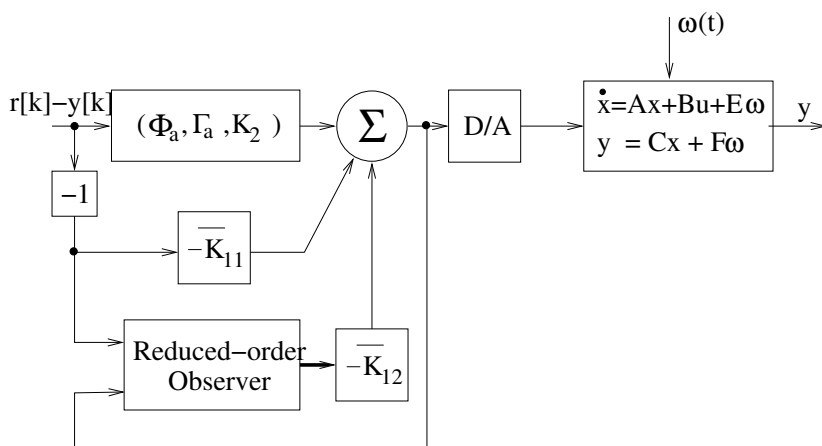 ω(t)
r[k]−y[k]
(Φₐ,Γₐ,K₂)
Σ
D/A
ẋ=Ax+Bu+Eω
y = Cx + Fω
y
−1
−K̅₁₁
Reduced−order
Observer
−K̅₁₂